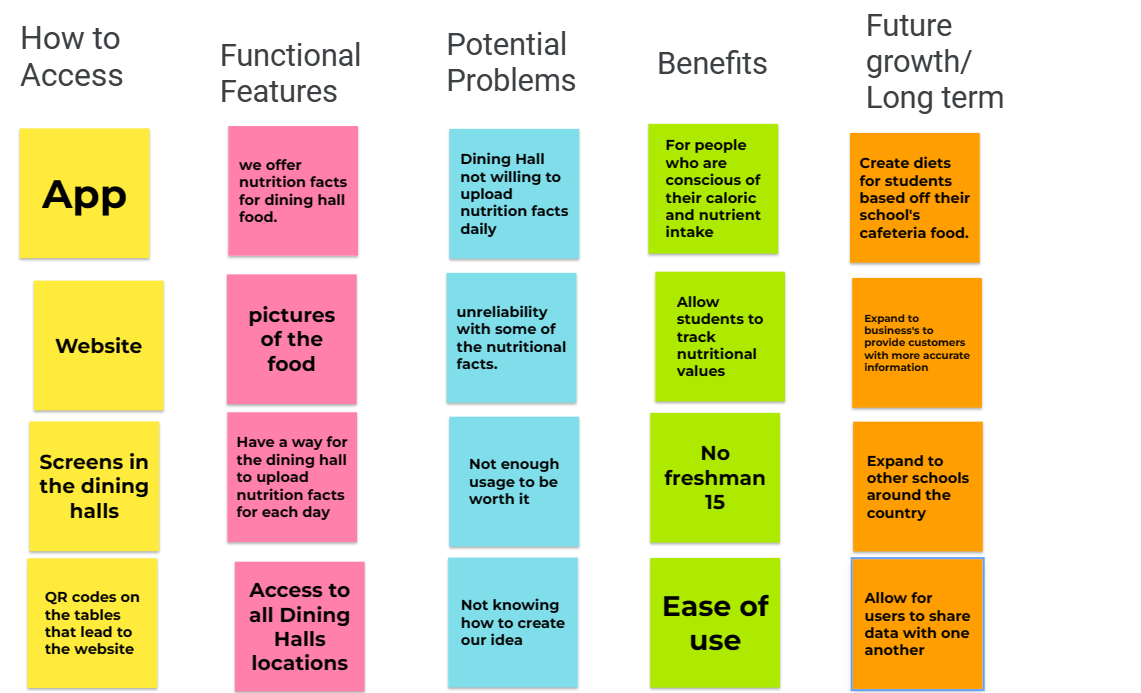 How to
Access
Functional
Features
Potential
Problems
Benefits
Future
growth/
Long term
App
Website
Screens in
the dining
halls
QR codes on
the tables
that lead to
the website
we offer
nutrition facts
for dining hall
food.
pictures
of the
food
Have a way for
the dining hall
to upload
nutrition facts
for each day
Access to
all Dining
Halls
locations
Dining Hall
not willing to
upload
nutrition facts
daily
unreliability
with some of
the nutritional
facts.
Not enough
usage to be
worth it
Not knowing
how to create
our idea
For people
who are
conscious of
their caloric
and nutrient
intake
Allow
students to
track
nutritional
values
No
freshman
15
Ease of
use
Create diets
for students
based off their
school's
cafeteria food.
Expand to
business's to
provide customers
with more accurate
information
Expand to
other schools
around the
country
Allow for
users to share
data with one
another